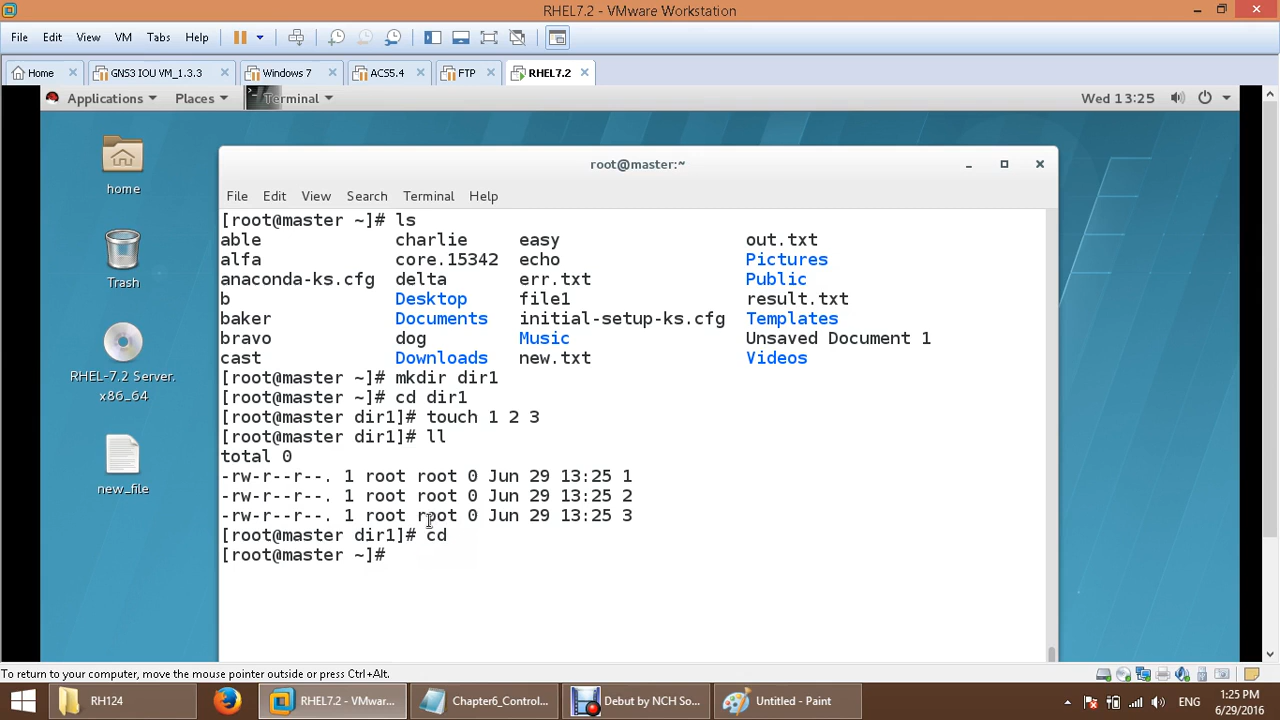 RHEL7.2 - VMware Workstation
File Edit View VM Tabs Help
Home GNS3 IOU VM_1.3.3 Windows 7 ACS5.4 FTP RHEL7.2
Applications Places Terminal Wed 13:25
home
Trash
RHEL-7.2 Server.
x86_64
new_file
root@master:~
File Edit View Search Terminal Help
[root@master ~]# ls
able charlie easy out.txt
alfa core.15342 echo Pictures
anaconda-ks.cfg delta err.txt Public
b Desktop file1 result.txt
baker Documents initial-setup-ks.cfg Templates
bravo dog Music Unsaved Document 1
cast Downloads new.txt Videos
[root@master ~]# mkdir dir1
[root@master ~]# cd dir1
[root@master dir1]# touch 1 2 3
[root@master dir1]# ll
total 0
-rw-r--r--. 1 root root 0 Jun 29 13:25 1
-rw-r--r--. 1 root root 0 Jun 29 13:25 2
-rw-r--r--. 1 root root 0 Jun 29 13:25 3
[root@master dir1]# cd
[root@master ~]#
To return to your computer, move the mouse pointer outside or press Ctrl+Alt.
RH124 RHEL7.2 - VMwar... Chapter6_Control... Debut by NCH So... Untitled - Paint ENG 1:25 PM
6/29/2016